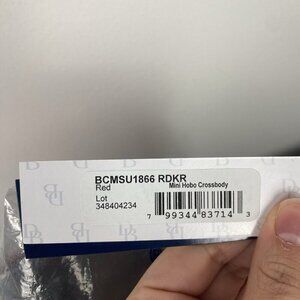 BCMSU1866 RDKR
Red
Mini Hobo Crossbody
Lot
348404234
7 99344 83714 3